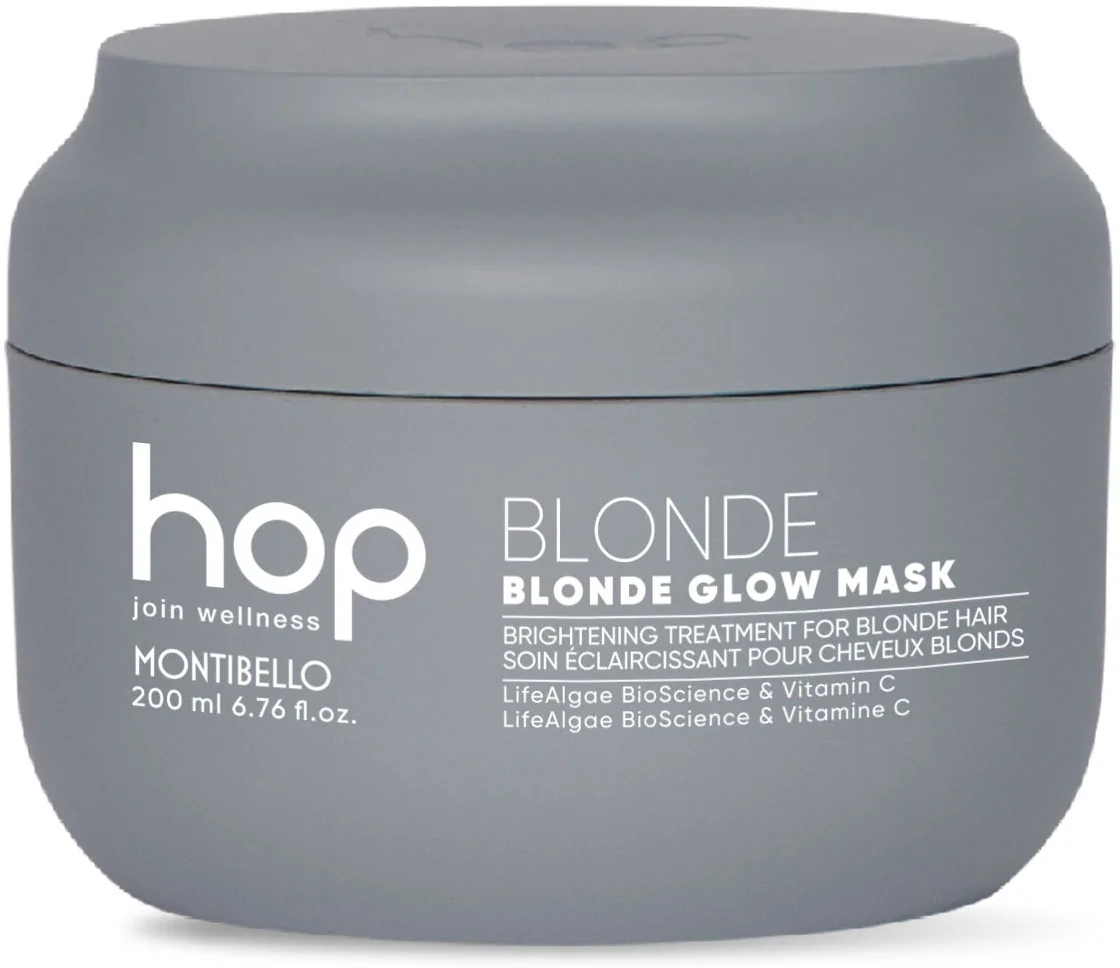 hop
hop
join wellness
MONTIBELLO
200 ml 6.76 fl.oz.
BLONDE
BLONDE GLOW MASK
BRIGHTENING TREATMENT FOR BLONDE HAIR
SOIN ÉCLAIRCISSANT POUR CHEVEUX BLONDS
LifeAlgae BioScience & Vitamin C
LifeAlgae BioScience & Vitamine C